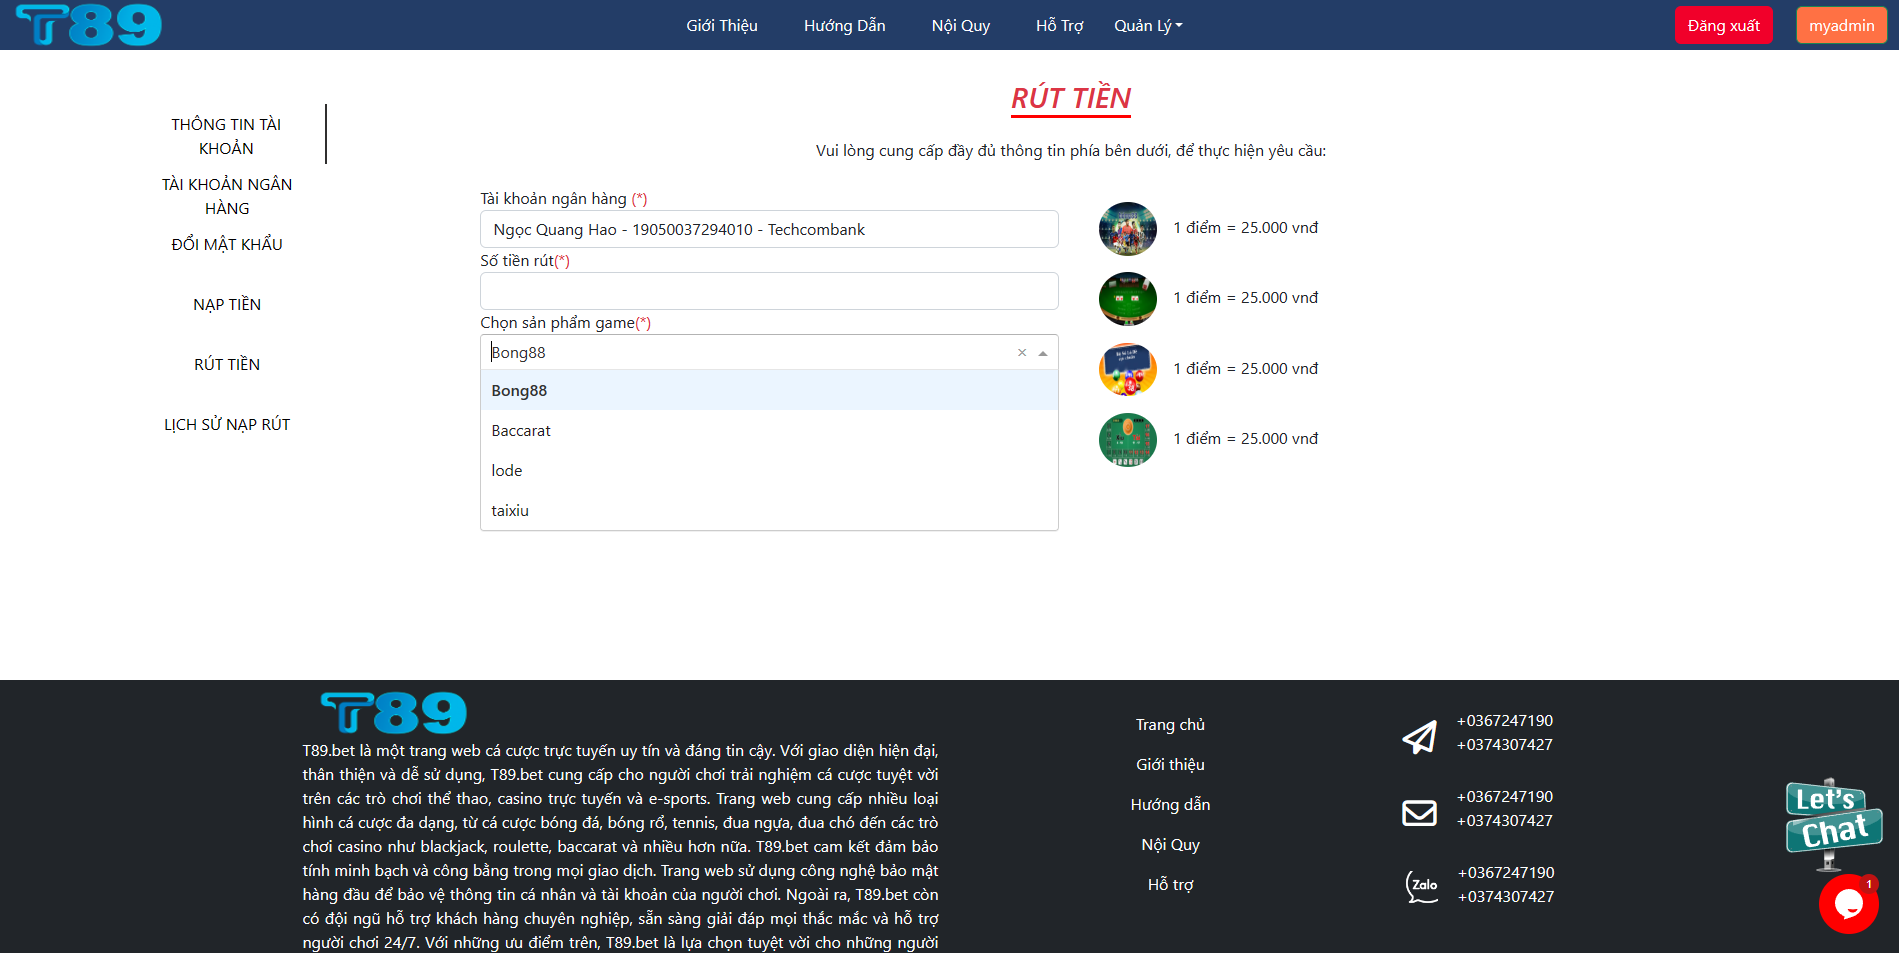 T89
Giới Thiệu
Hướng Dẫn
Nội Quy
Hỗ Trợ
Quản Lý
Đăng xuất
myadmin
THÔNG TIN TÀI
KHOẢN
TÀI KHOẢN NGÂN
HÀNG
ĐỔI MẬT KHẨU
NẠP TIỀN
RÚT TIỀN
LỊCH SỬ NẠP RÚT
RÚT TIỀN
Vui lòng cung cấp đầy đủ thông tin phía bên dưới, để thực hiện yêu cầu:
Tài khoản ngân hàng (*)
Ngọc Quang Hao - 19050037294010 - Techcombank
Số tiền rút(*)
Chọn sản phẩm game(*)
Bong88
×
Bong88
Baccarat
lode
taixiu
1 điểm = 25.000 vnđ
1 điểm = 25.000 vnđ
1 điểm = 25.000 vnđ
1 điểm = 25.000 vnđ
T89
T89.bet là một trang web cá cược trực tuyến uy tín và đáng tin cậy. Với giao diện hiện đại,
thân thiện và dễ sử dụng, T89.bet cung cấp cho người chơi trải nghiệm cá cược tuyệt vời
trên các trò chơi thể thao, casino trực tuyến và e-sports. Trang web cung cấp nhiều loại
hình cá cược đa dạng, từ cá cược bóng đá, bóng rổ, tennis, đua ngựa, đua chó đến các trò
chơi casino như blackjack, roulette, baccarat và nhiều hơn nữa. T89.bet cam kết đảm bảo
tính minh bạch và công bằng trong mọi giao dịch. Trang web sử dụng công nghệ bảo mật
hàng đầu để bảo vệ thông tin cá nhân và tài khoản của người chơi. Ngoài ra, T89.bet còn
có đội ngũ hỗ trợ khách hàng chuyên nghiệp, sẵn sàng giải đáp mọi thắc mắc và hỗ trợ
người chơi 24/7. Với những ưu điểm trên, T89.bet là lựa chọn tuyệt vời cho những người
Trang chủ
Giới thiệu
Hướng dẫn
Nội Quy
Hỗ trợ
+0367247190
+0374307427
+0367247190
+0374307427
Zalo
+0367247190
+0374307427
Let's
Chat
1